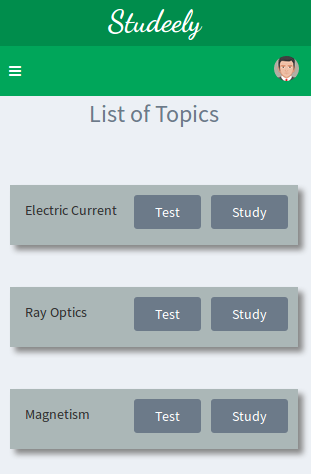 Studeely
List of Topics
Electric Current Test Study
Ray Optics Test Study
Magnetism Test Study